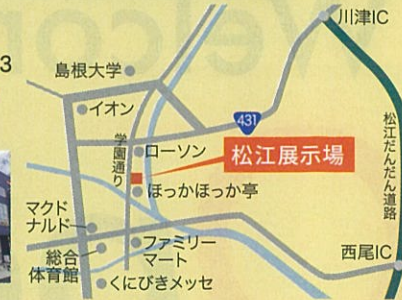 川津IC
3
島根大学
イオン
431
学園通り
ローソン
松江展示場
松江だんだん道路
ほっかほっか亭
マクド
ナルド
ファミリー
マート
総合
体育館
西尾IC
くにびきメッセ